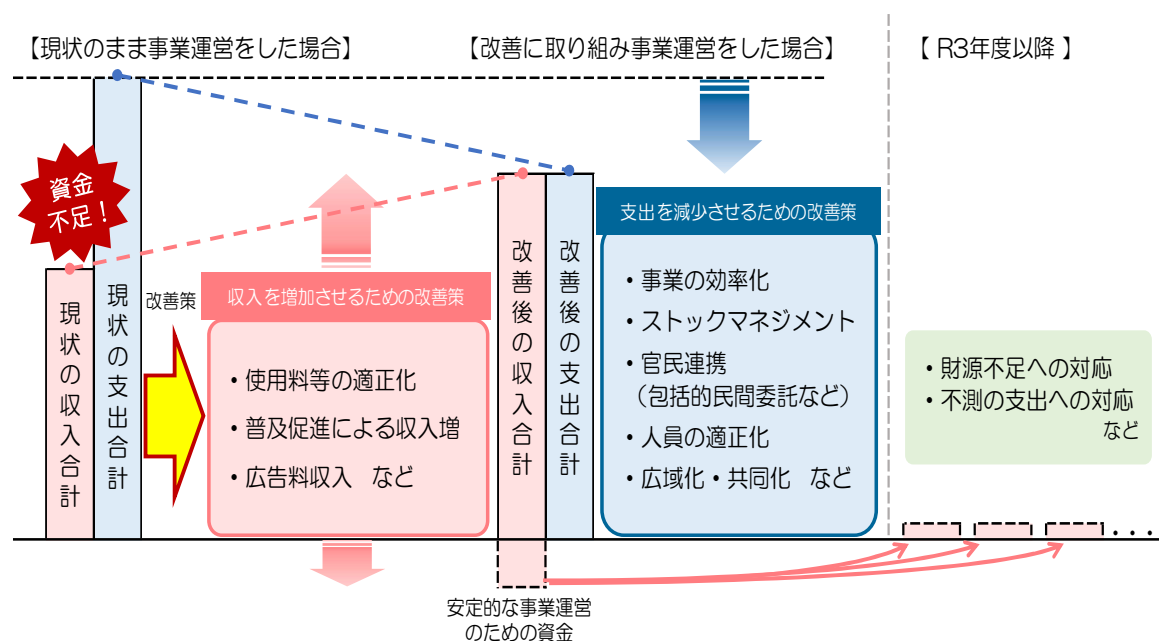 【現状のまま事業運営をした場合】
【改善に取り組み事業運営をした場合】
【 R3年度以降 】
資金
不足！
現状の収入合計
現状の支出合計
改善策
収入を増加させるための改善策
・使用料等の適正化
・普及促進による収入増
・広告料収入　など
改善後の収入合計
改善後の支出合計
支出を減少させるための改善策
・事業の効率化
・ストックマネジメント
・官民連携
（包括的民間委託など）
・人員の適正化
・広域化・共同化　など
・財源不足への対応
・不測の支出への対応
など
・・・
安定的な事業運営
のための資金